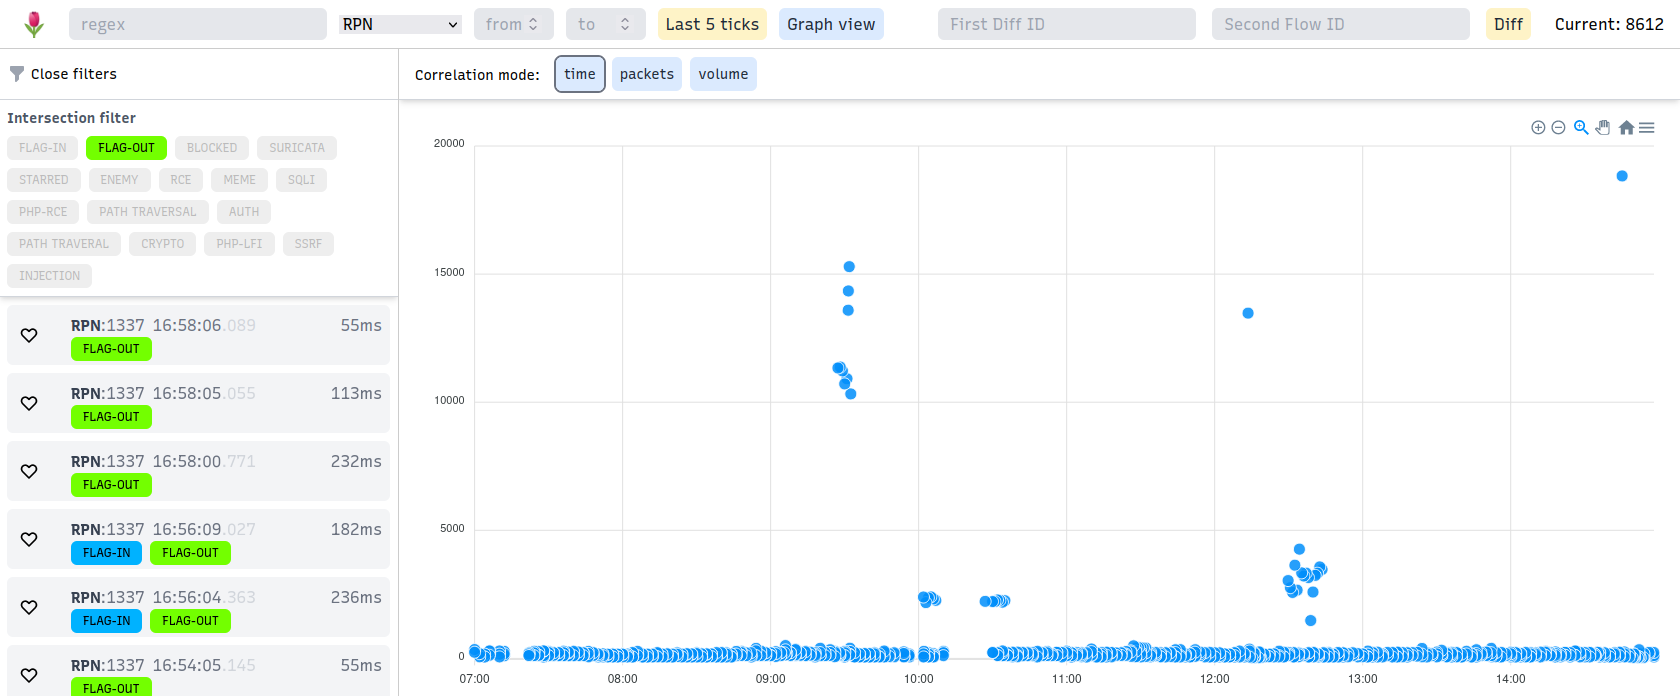 regex RPN from to Last 5 ticks Graph view First Diff ID Second Flow ID Diff Current: 8612
Close filters
Correlation mode: time packets volume
Intersection filter
FLAG-IN FLAG-OUT BLOCKED SURICATA
STARRED ENEMY RCE MEME SQLI
PHP-RCE PATH TRAVERSAL AUTH
PATH TRAVERAL CRYPTO PHP-LFI SSRF
INJECTION
RPN:1337 16:58:06.089 55ms
FLAG-OUT
RPN:1337 16:58:05.055 113ms
FLAG-OUT
RPN:1337 16:58:00.771 232ms
FLAG-OUT
RPN:1337 16:56:09.027 182ms
FLAG-IN FLAG-OUT
RPN:1337 16:56:04.363 236ms
FLAG-IN FLAG-OUT
RPN:1337 16:54:05.145 55ms
FLAG-OUT
20000
15000
10000
5000
0
07:00 08:00 09:00 10:00 11:00 12:00 13:00 14:00